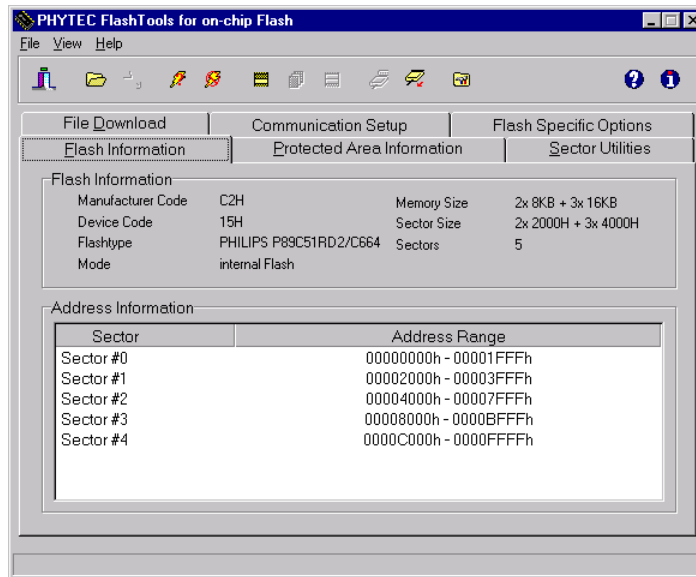 PHYTEC FlashTools for on-chip Flash
File View Help
File Download Communication Setup Flash Specific Options
Flash Information Protected Area Information Sector Utilities
Flash Information
Manufacturer Code C2H Memory Size 2x 8KB + 3x 16KB
Device Code 15H Sector Size 2x 2000H + 3x 4000H
Flashtype PHILIPS P89C51RD2/C664 Sectors 5
Mode internal Flash
Address Information
Sector Address Range
Sector #0 00000000h - 00001FFFh
Sector #1 00002000h - 00003FFFh
Sector #2 00004000h - 00007FFFh
Sector #3 00008000h - 0000BFFFh
Sector #4 0000C000h - 0000FFFFh